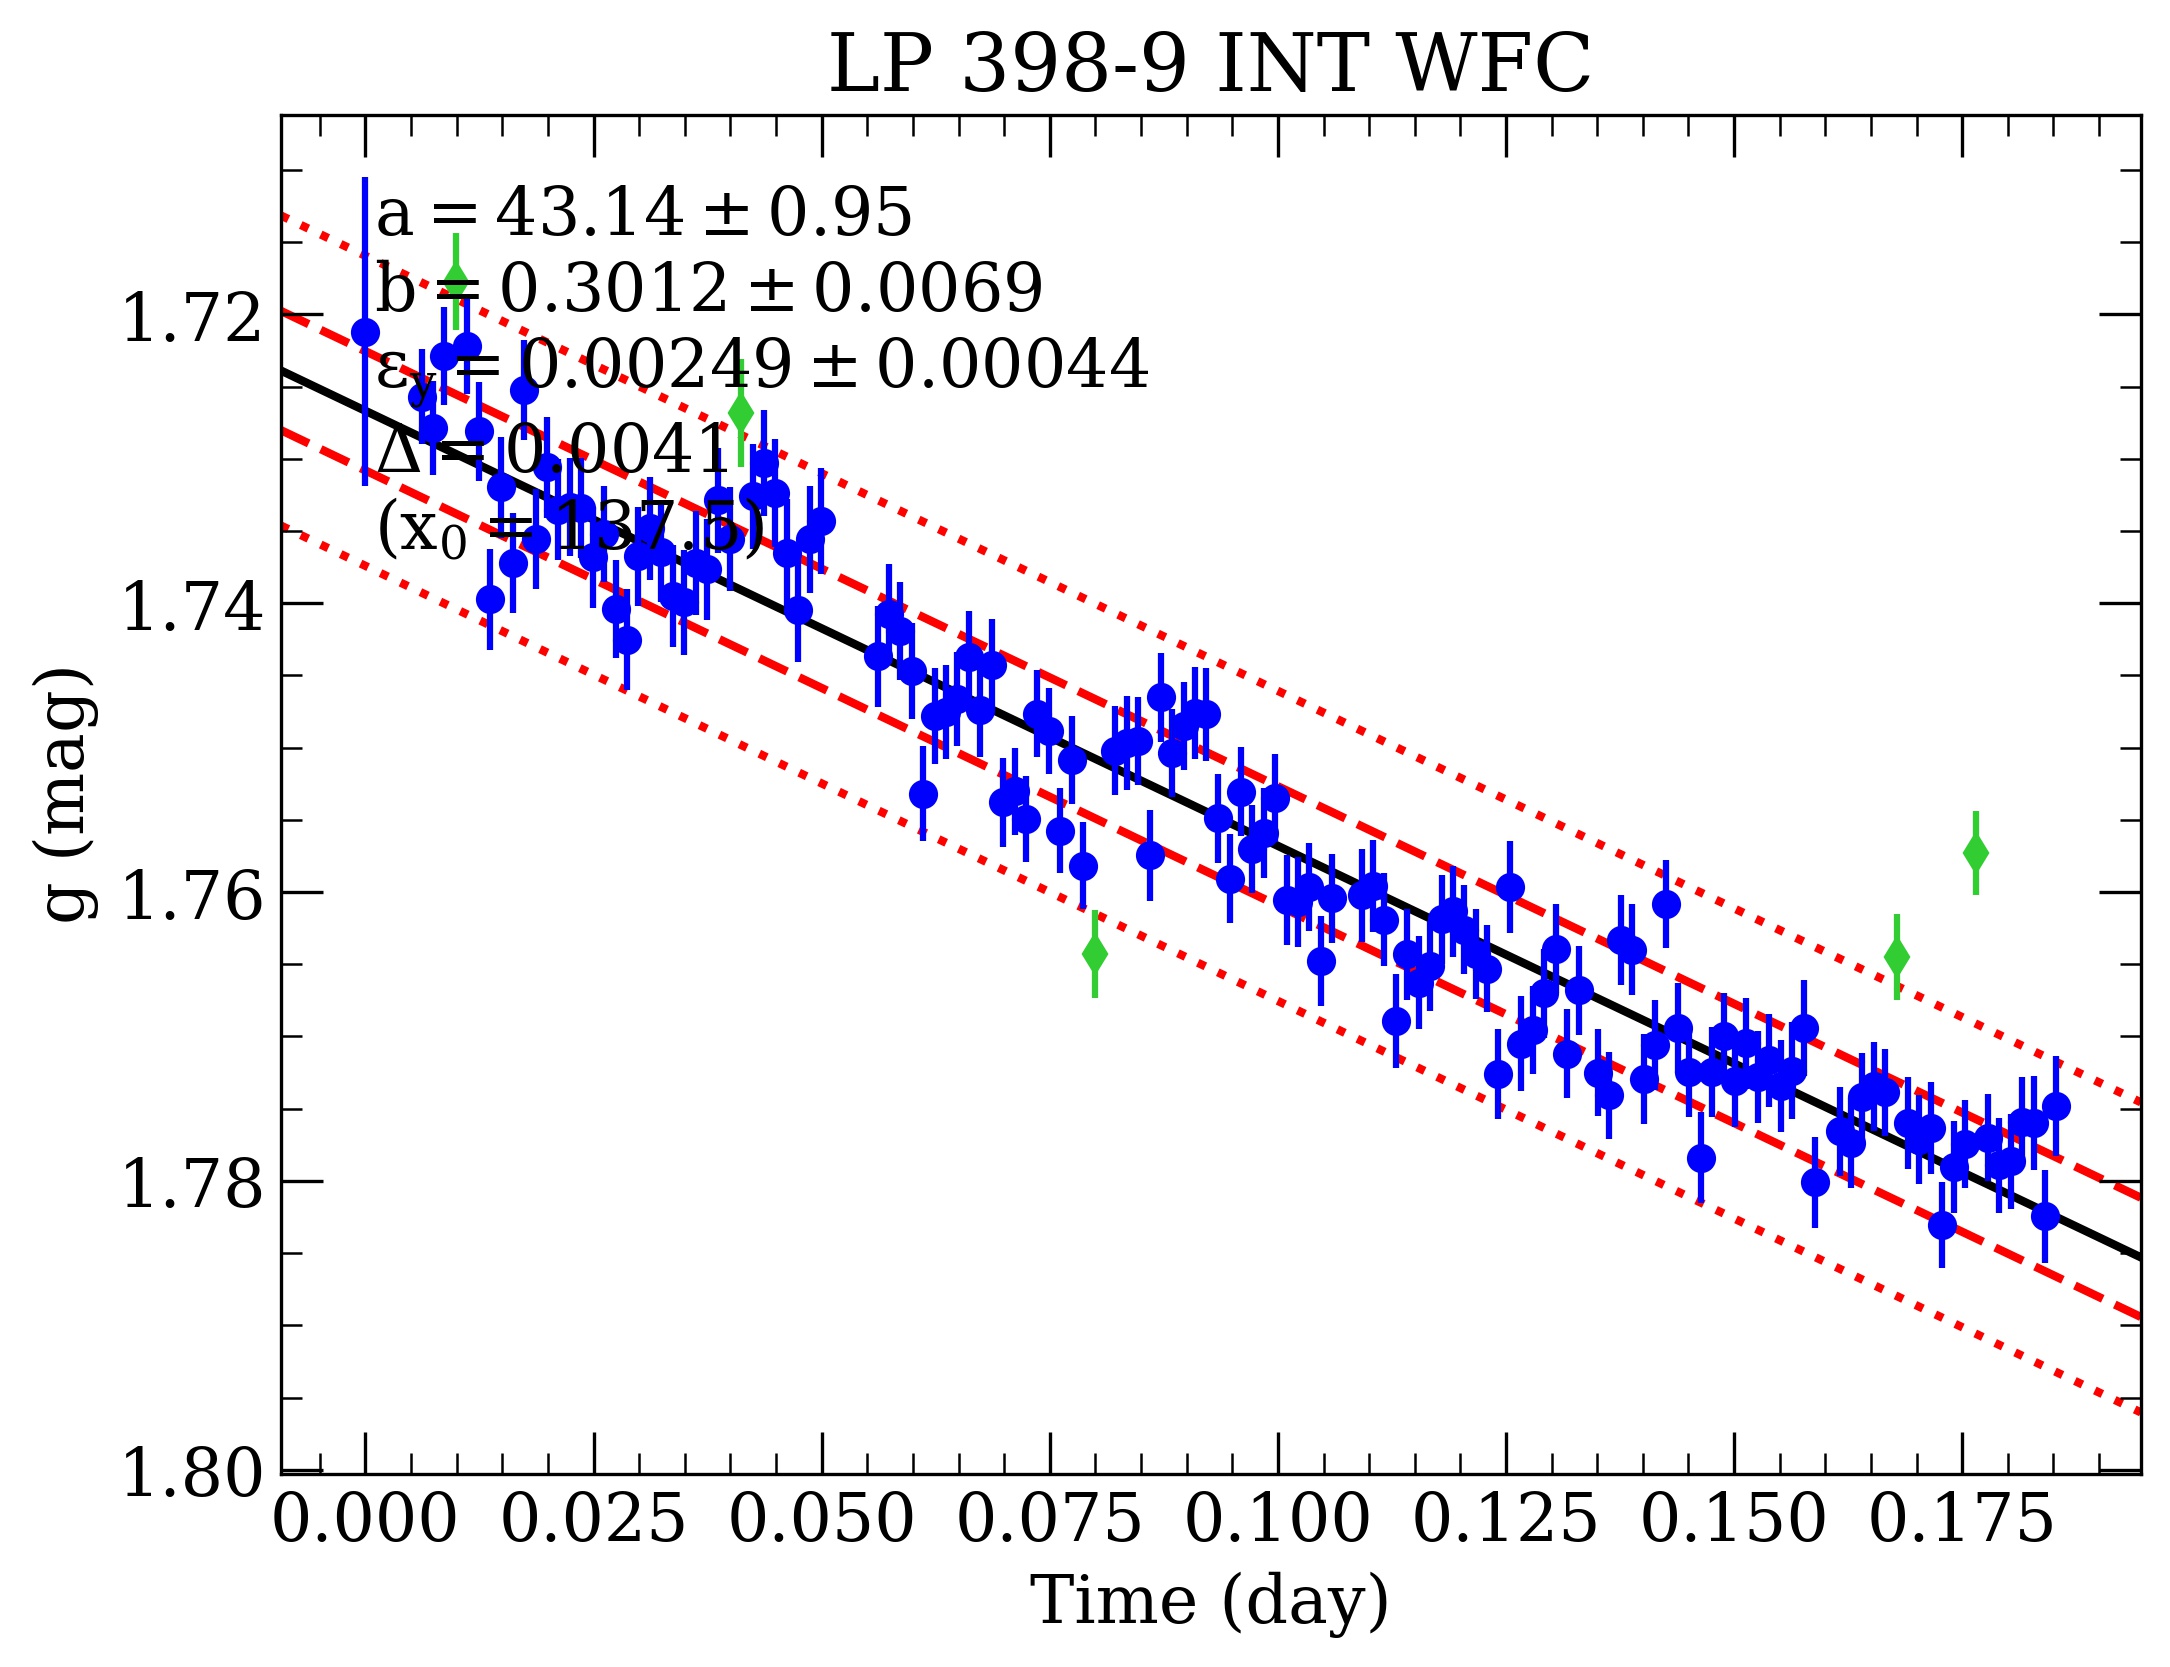 LP 398-9 INT WFC
a = 43.14 ± 0.95
b = 0.3012 ± 0.0069
εy = 0.00249 ± 0.00044
Δ = 0.0041
(x0 = 137.5)
g (mag)
1.72
1.74
1.76
1.78
1.80
0.000 0.025 0.050 0.075 0.100 0.125 0.150 0.175
Time (day)